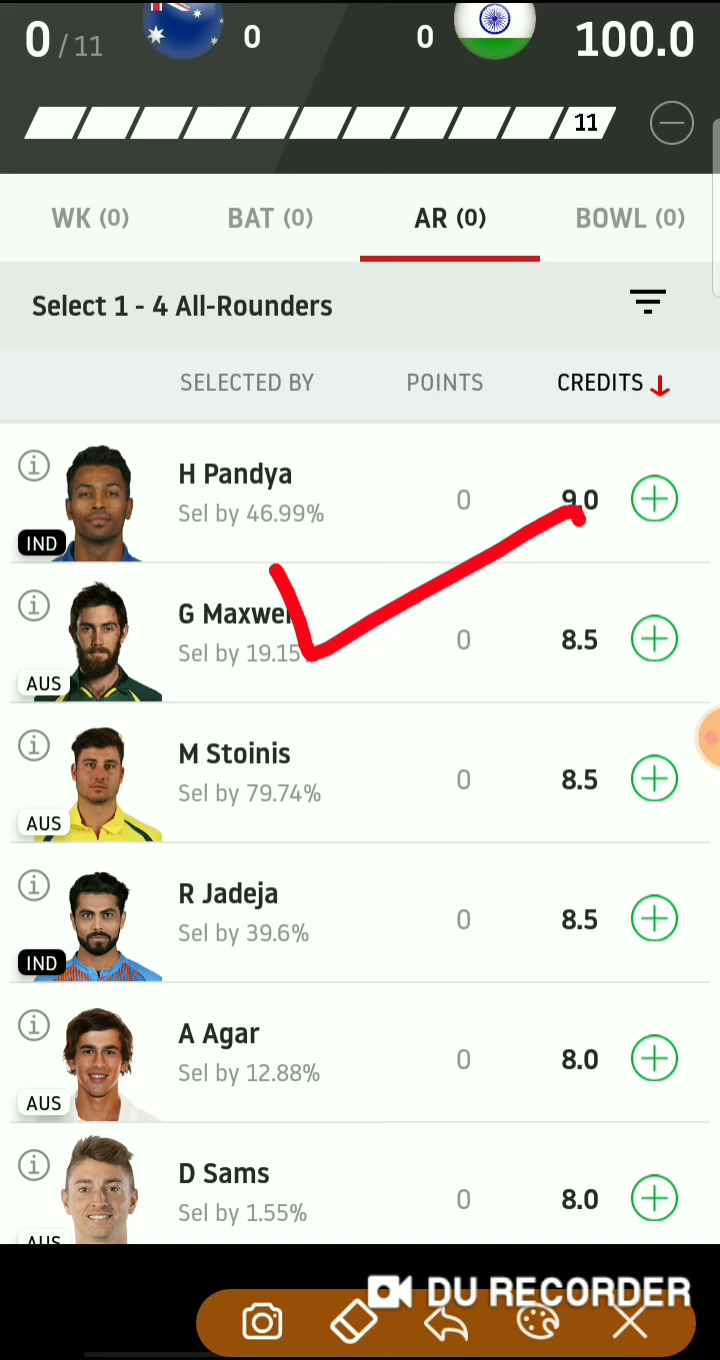 0 / 11 0 0 100.0
11
WK (0) BAT (0) AR (0) BOWL (0)
Select 1 - 4 All-Rounders
SELECTED BY POINTS CREDITS
H Pandya
Sel by 46.99% 0 9.0
IND
G Maxwel
Sel by 19.15 0 8.5
AUS
M Stoinis
Sel by 79.74% 0 8.5
AUS
R Jadeja
Sel by 39.6% 0 8.5
IND
A Agar
Sel by 12.88% 0 8.0
AUS
D Sams
Sel by 1.55% 0 8.0
AUS
DU RECORDER